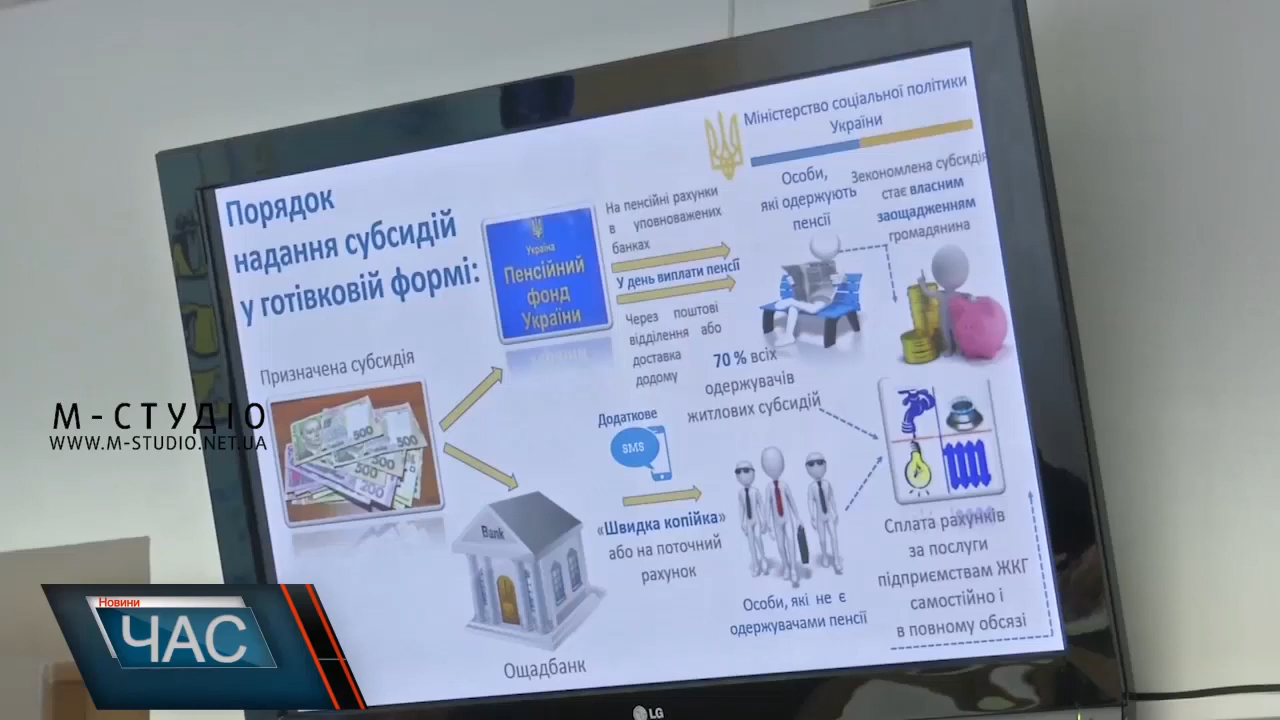 Міністерство соціальної політики
України
Порядок
надання субсидій
у готівковій формі:
Україна
Пенсійний
фонд
України
На пенсійні рахунки
в уповноважених
банках
У день виплати пенсії
Через поштові
відділення або
доставка
додому
Особи,
які одержують
пенсії
Зекономлена субсидія
стає власним
заощадженням
громадянина
Призначена субсидія
500
500
500
200
70 % всіх
одержувачів
житлових субсидій
Додаткове
SMS
«Швидка копійка»
або на поточний
рахунок
Bank
Ощадбанк
Особи, які не є
одержувачами пенсії
Сплата рахунків
за послуги
підприємствам ЖКГ
самостійно і
в повному обсязі
М-СТУДІО
WWW.M-STUDIO.NET.UA
Новини
ЧАС
LG